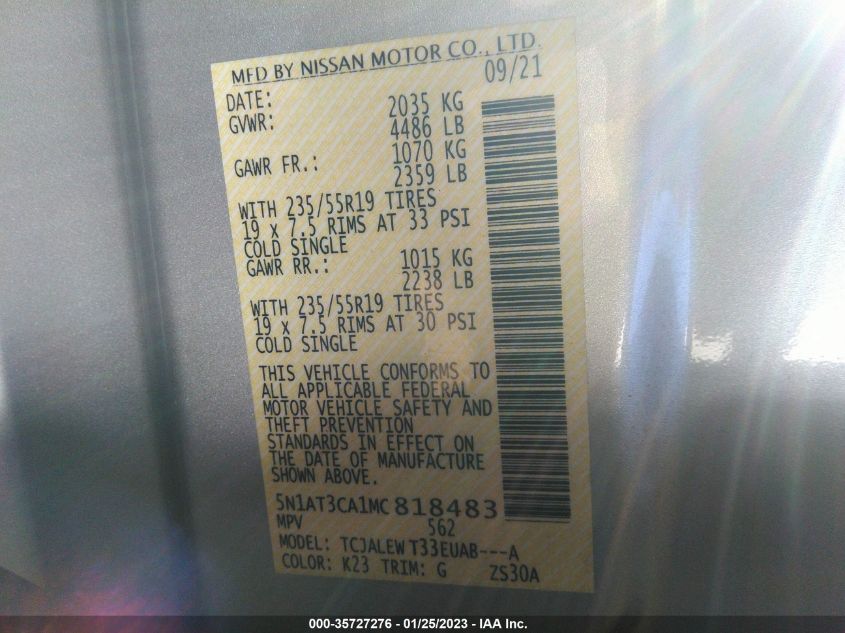 MFD BY NISSAN MOTOR CO., LTD.
DATE: 09/21
GVWR: 2035 KG
4486 LB
GAWR FR.: 1070 KG
2359 LB
WITH 235/55R19 TIRES
19 x 7.5 RIMS AT 33 PSI
COLD SINGLE
GAWR RR.: 1015 KG
2238 LB
WITH 235/55R19 TIRES
19 x 7.5 RIMS AT 30 PSI
COLD SINGLE
THIS VEHICLE CONFORMS TO
ALL APPLICABLE FEDERAL
MOTOR VEHICLE SAFETY AND
THEFT PREVENTION
STANDARDS IN EFFECT ON
THE DATE OF MANUFACTURE
SHOWN ABOVE.
5N1AT3CA1MC818483
MPV 562
MODEL: TCJALEW T33EUAB---A
COLOR: K23 TRIM: G ZS30A
000-35727276 - 01/25/2023 - IAA Inc.